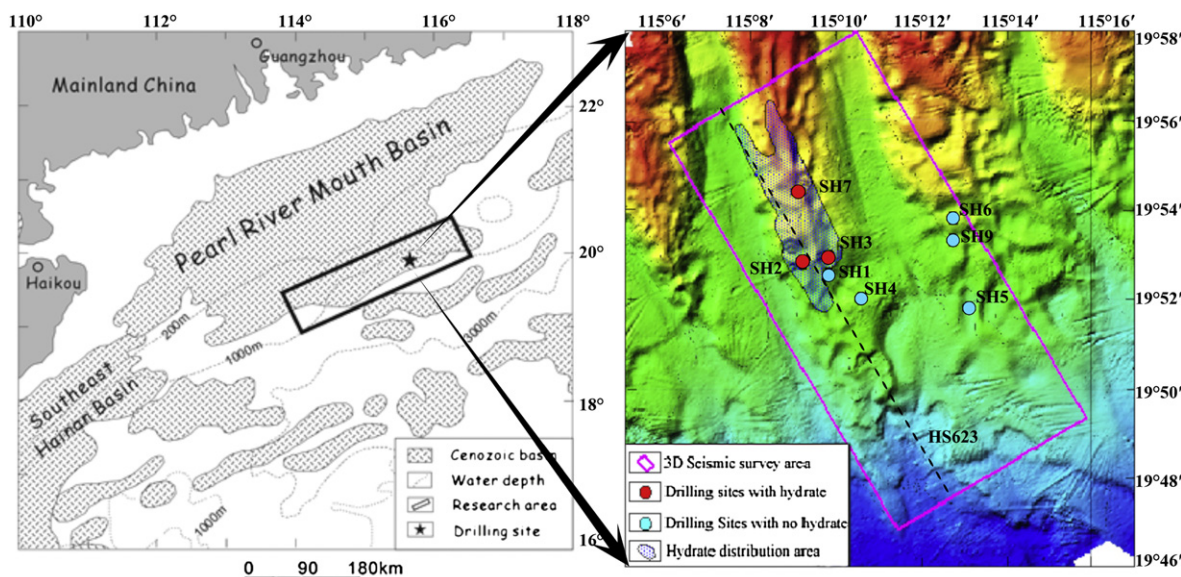 110°
112°
114°
116°
118°
115°6′
115°8′
115°10′
115°12′
115°14′
115°16′
Guangzhou
Mainland China
22°
Pearl River Mouth Basin
20°
Haikou
200m
1000m
3000m
Southeast
Hainan Basin
18°
1000m
16°
Cenozoic basin
Water depth
Research area
Drilling site
0 90 180km
19°58′
19°56′
19°54′
19°52′
19°50′
19°48′
19°46′
SH7
SH6
SH9
SH3
SH2
SH1
SH4
SH5
HS623
3D Seismic survey area
Drilling sites with hydrate
Drilling Sites with no hydrate
Hydrate distribution area